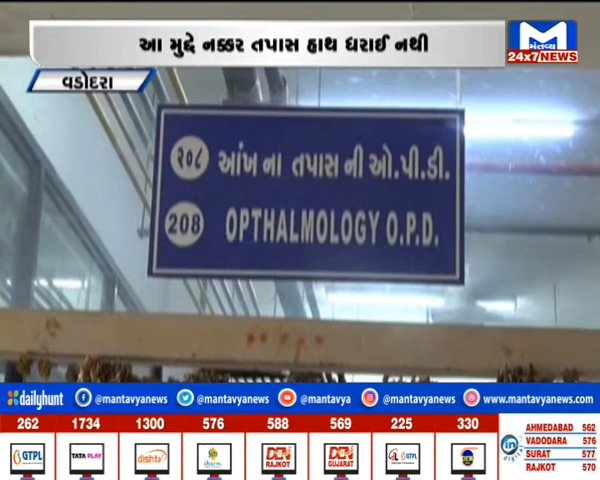 આ મુદ્દે નક્કર તપાસ હાથ ધરાઈ નથી
મંતવ્ય
24x7NEWS
વડોદરા
૨૦૮ આંખ ના તપાસ ની ઓ.પી.ડી.
208 OPTHALMOLOGY O.P.D.
dailyhunt @mantavyanews @mantavyanews @mantavya @mantavyanews @mantavyanews www.mantavyanews.com
262 1734 1300 576 588 569 225 330
GTPL TATA PLAY dishtv DEN RAJKOT DEN GUJARAT GTPL
in digital
AHMEDABAD 562
VADODARA 576
SURAT 577
RAJKOT 570